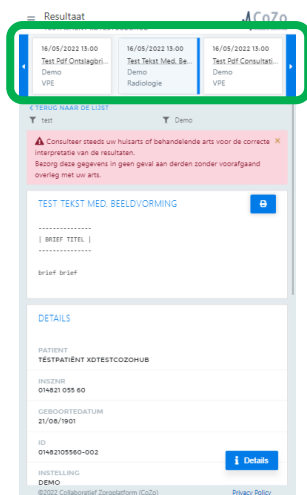 Resultaat
CoZo
16/05/2022 13:00
Test Pdf Ontslagbri...
Demo
VPE
16/05/2022 13:00
Test Tekst Med. Be...
Demo
Radiologie
16/05/2022 13:00
Test Pdf Consultati...
Demo
VPE
< TERUG NAAR DE LIJST
test
Demo
Consulteer steeds uw huisarts of behandelende arts voor de correcte
interpretatie van de resultaten.
Bezorg deze gegevens in geen geval aan derden zonder voorafgaand
overleg met uw arts.
×
TEST TEKST MED. BEELDVORMING
---------------
| BRIEF TITEL |
---------------
brief brief
DETAILS
PATIENT
TESTPATIËNT XDTESTCOZOHUB
INSZNR
014821 055 60
GEBOORTEDATUM
21/08/1901
ID
01482105560-002
i Details
INSTELLING
DEMO
©2022 Collaboratief Zorgplatform (CoZo)
Privacy Policy